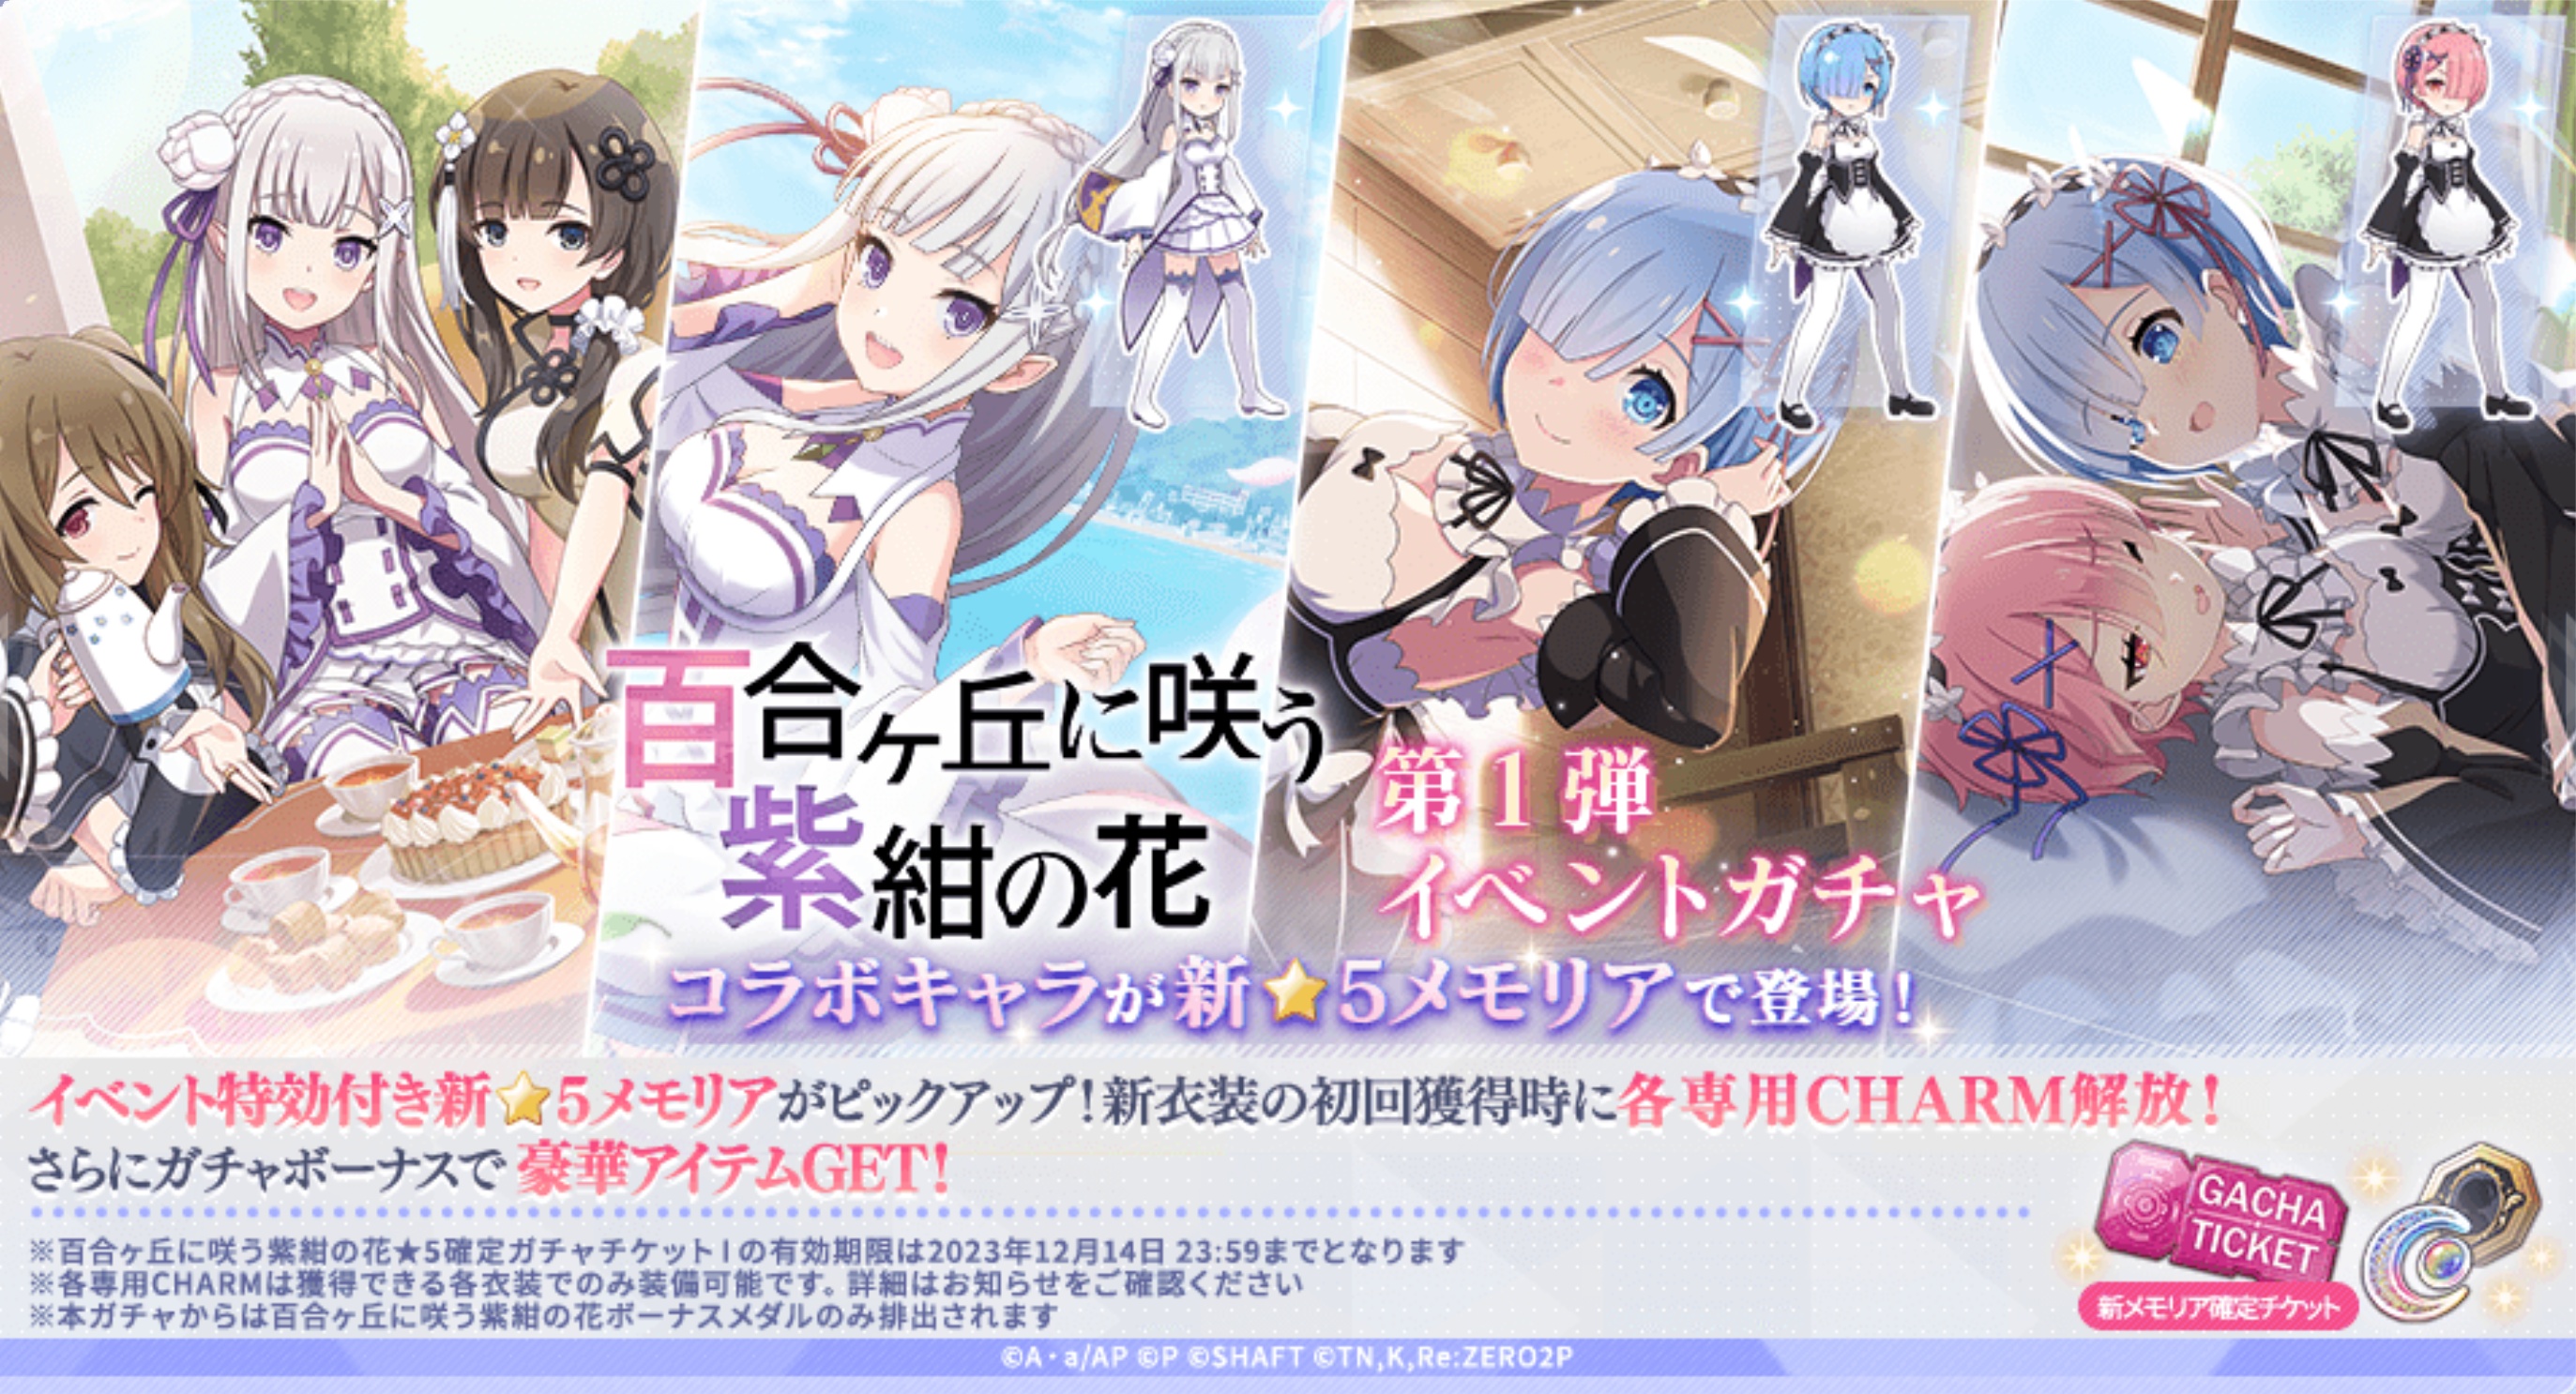 百合ヶ丘に咲う
紫紺の花
第1弾
イベントガチャ
コラボキャラが新★5メモリアで登場!
イベント特効付き新★5メモリアがピックアップ!新衣装の初回獲得時に各専用CHARM解放!
さらにガチャボーナスで豪華アイテムGET!
※百合ヶ丘に咲う紫紺の花★5確定ガチャチケットIの有効期限は2023年12月14日 23:59までとなります
※各専用CHARMは獲得できる各衣装でのみ装備可能です。詳細はお知らせをご確認ください
※本ガチャからは百合ヶ丘に咲う紫紺の花ボーナスメダルのみ排出されます
GACHA
TICKET
新メモリア確定チケット
©A・a/AP ©P ©SHAFT ©TN,K,Re:ZERO2P